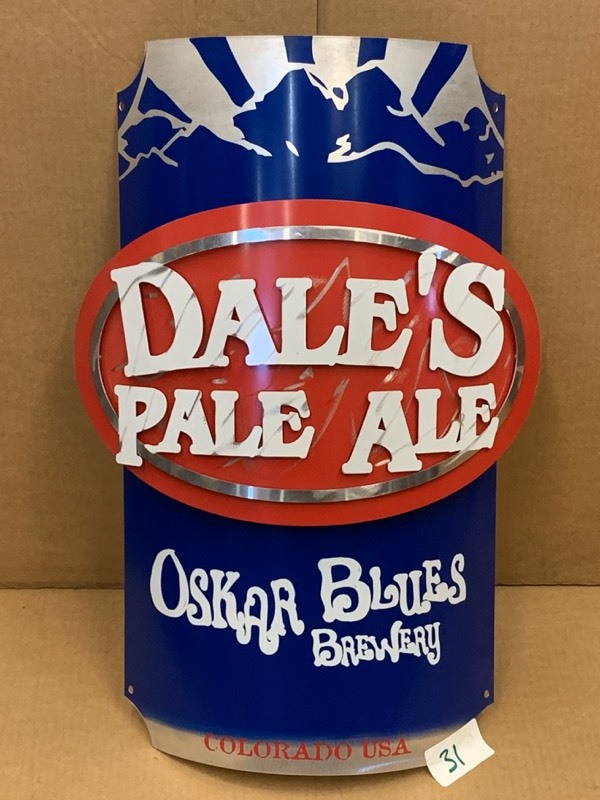 DALE'S
PALE ALE
OSKAR BLUES
BREWERY
COLORADO USA
31